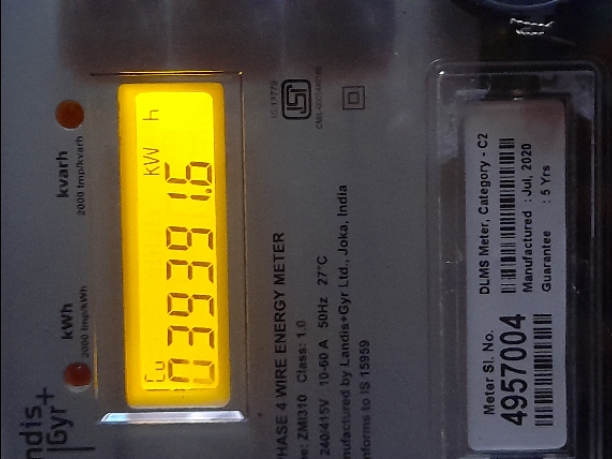 Landis
Gyr+
kWh
2000 Imp/kWh
kvarh
2000 Imp/kvarh
Cu
kW h
039391.6
IS 13779
PHASE 4 WIRE ENERGY METER
ZMI310 Class: 1.0
240/415V 10-60 A 50Hz 27°C
Manufactured by Landis+Gyr Ltd., Joka, India
Conforms to IS 15959
Meter Sl. No.
4957004
DLMS Meter, Category - C2
Manufactured : Jul, 2020
Guarantee : 5 Yrs